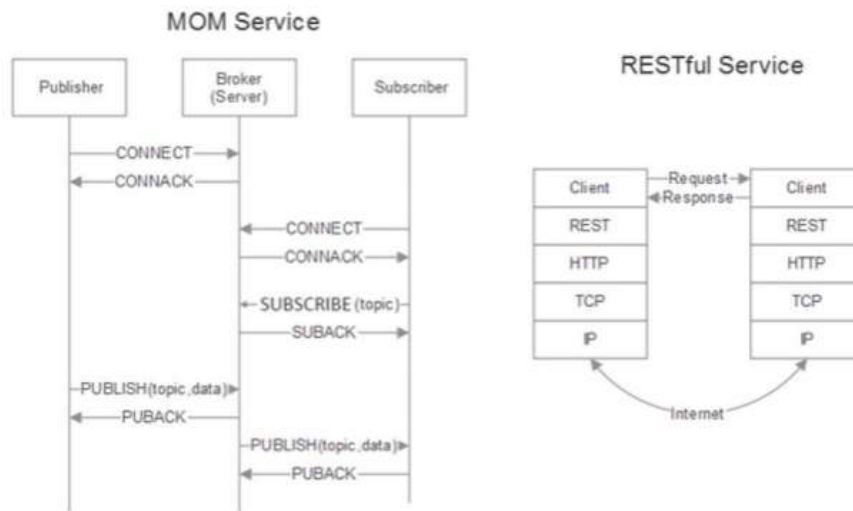 MOM Service
Publisher
Broker
(Server)
Subscriber
CONNECT
CONNACK
CONNECT
CONNACK
SUBSCRIBE(topic)
SUBACK
PUBLISH(topic,data)
PUBACK
PUBLISH(topic,data)
PUBACK
RESTful Service
Request
Response
Client
Client
REST
REST
HTTP
HTTP
TCP
TCP
IP
IP
Internet